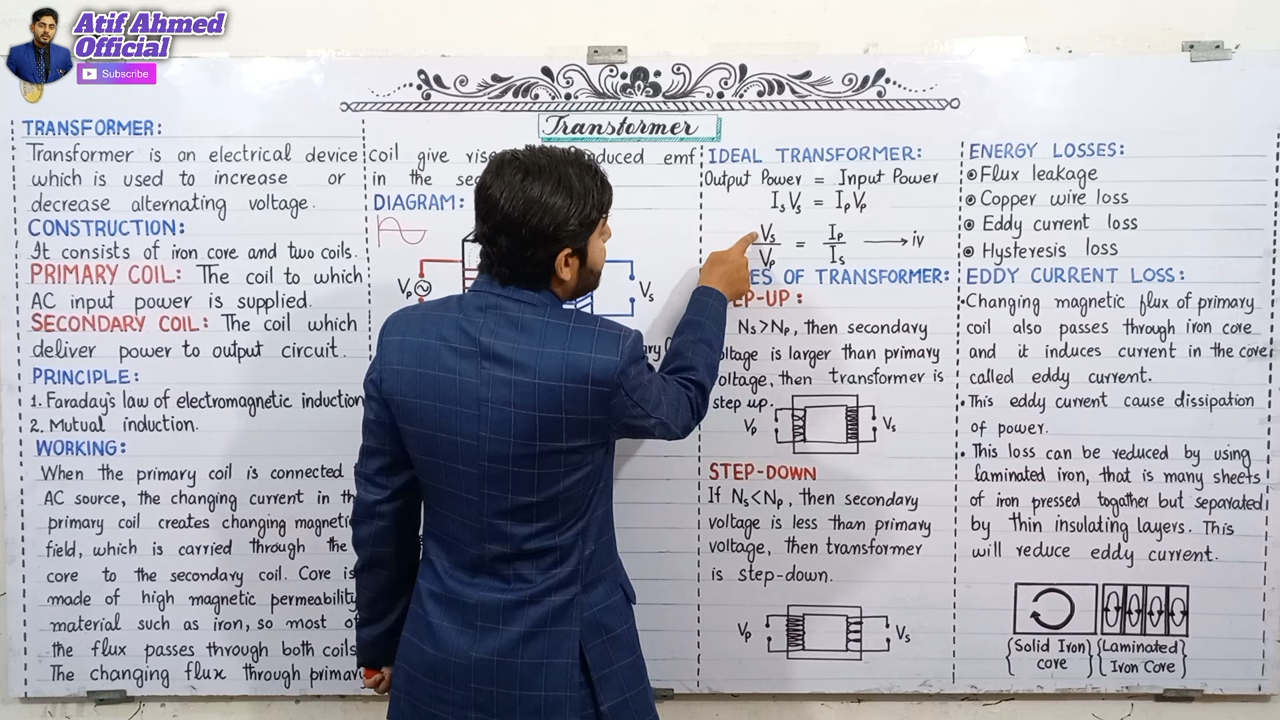 Atif Ahmed
Official
Subscribe
Transformer
TRANSFORMER:
Transformer is an electrical device
which is used to increase or
decrease alternating voltage.
CONSTRUCTION:
It consists of iron core and two coils.
PRIMARY COIL: The coil to which
AC input power is supplied.
SECONDARY COIL: The coil which
deliver power to output circuit.
PRINCIPLE:
1. Faraday's law of electromagnetic induction
2. Mutual induction.
WORKING:
When the primary coil is connected
AC source, the changing current in
primary coil creates changing
field, which is carried through the
core to the secondary coil. Core is
made of high magnetic permeability
material such as iron, so most of
the flux passes through both coils
The changing flux through primary
coil give rise induced emf
in the
DIAGRAM:
Vp
Vs
IDEAL TRANSFORMER:
Output Power = Input Power
IsVs = IpVp
Vs/Vp = Ip/Is → iv
OF TRANSFORMER:
Ns>Np, then secondary
is larger than primary
then transformer is
step up.
Vp Vs
STEP-DOWN
If Ns<Np, then secondary
voltage is less than primary
voltage, then transformer
is step-down.
Vp Vs
ENERGY LOSSES:
Flux leakage
Copper wire loss
Eddy current loss
Hysteresis loss
EDDY CURRENT LOSS:
•Changing magnetic flux of primary
coil also passes through iron core
and it induces current in the core
called eddy current.
•This eddy current cause dissipation
of power.
• This loss can be reduced by using
laminated iron, that is many sheets
of iron pressed togather but separated
by thin insulating layers. This
will reduce eddy current.
{Solid Iron
core}
{Laminated
Iron Core}